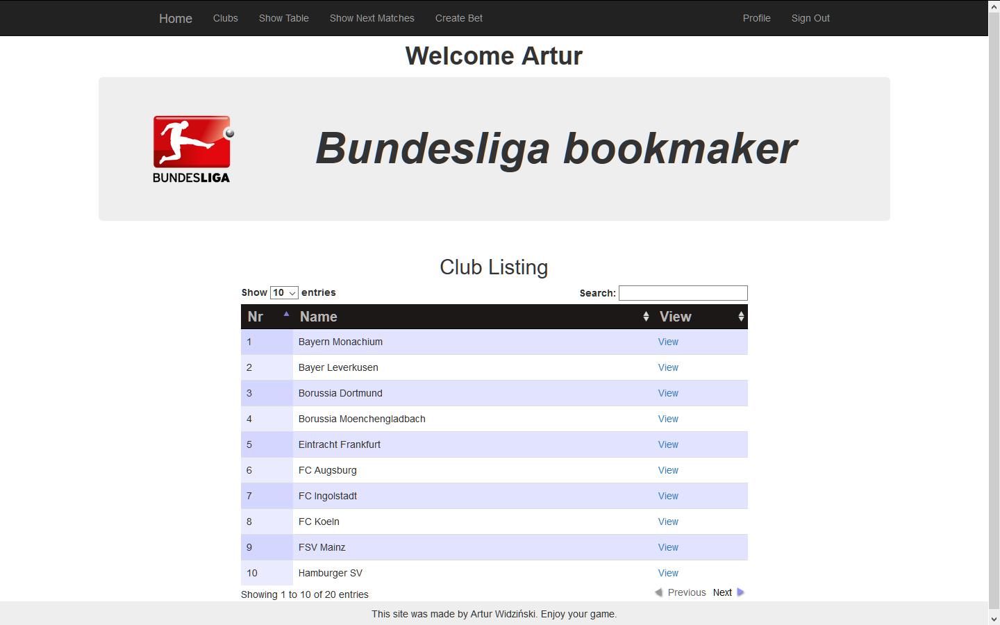 Home Clubs Show Table Show Next Matches Create Bet Profile Sign Out
Welcome Artur
BUNDESLIGA
Bundesliga bookmaker
Club Listing
Show 10 entries Search:
Nr Name View
1 Bayern Monachium View
2 Bayer Leverkusen View
3 Borussia Dortmund View
4 Borussia Moenchengladbach View
5 Eintracht Frankfurt View
6 FC Augsburg View
7 FC Ingolstadt View
8 FC Koeln View
9 FSV Mainz View
10 Hamburger SV View
Showing 1 to 10 of 20 entries Previous Next
This site was made by Artur Widziński. Enjoy your game.